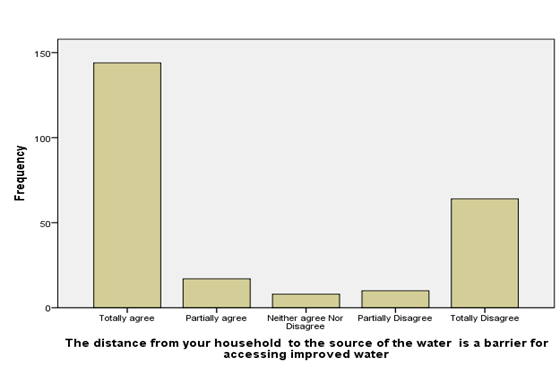 150
100
50
0
Frequency
Totally agree
Partially agree
Neither agree Nor
Disagree
Partially Disagree
Totally Disagree
The distance from your household to the source of the water is a barrier for
accessing improved water